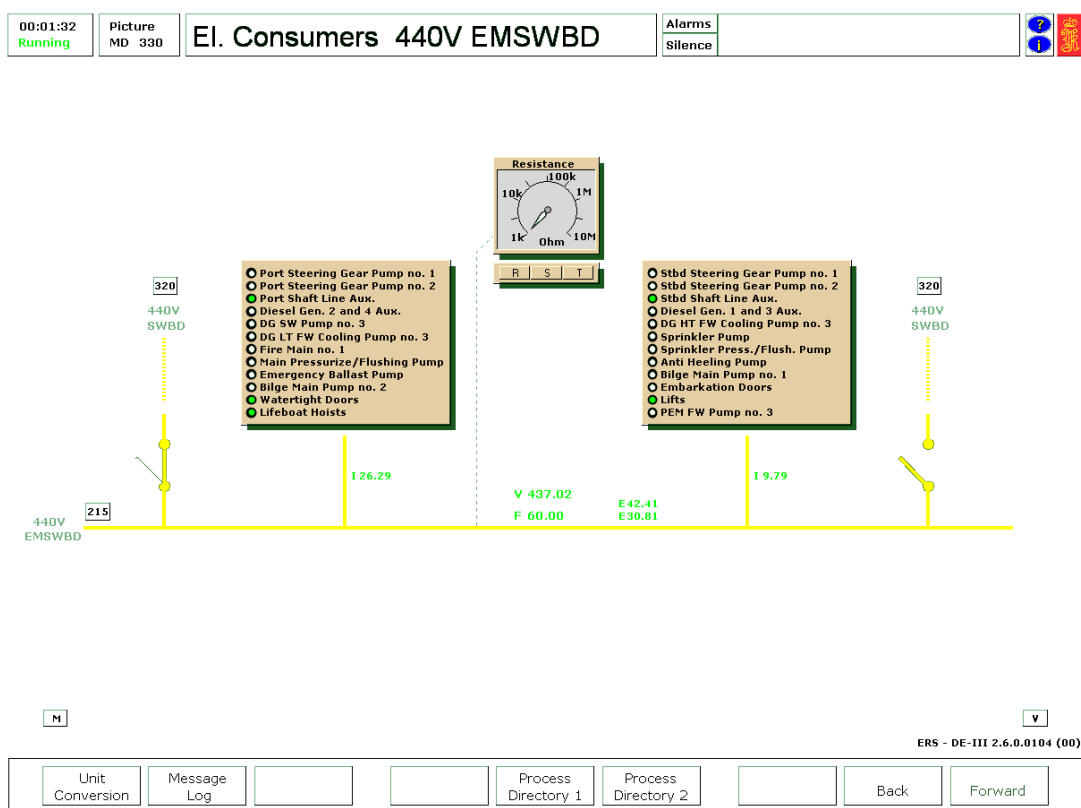 00:01:32
Running
Picture
MD 330
El. Consumers 440V EMSWBD
Alarms
Silence
?
i
Resistance
100k
10k
1M
1k
10M
Ohm
R S T
320
440V
SWBD
Port Steering Gear Pump no. 1
Port Steering Gear Pump no. 2
Port Shaft Line Aux.
Diesel Gen. 2 and 4 Aux.
DG SW Pump no. 3
DG LT FW Cooling Pump no. 3
Fire Main no. 1
Main Pressurize/Flushing Pump
Emergency Ballast Pump
Bilge Main Pump no. 2
Watertight Doors
Lifeboat Hoists
Stbd Steering Gear Pump no. 1
Stbd Steering Gear Pump no. 2
Stbd Shaft Line Aux.
Diesel Gen. 1 and 3 Aux.
DG HT FW Cooling Pump no. 3
Sprinkler Pump
Sprinkler Press./Flush. Pump
Anti Heeling Pump
Bilge Main Pump no. 1
Embarkation Doors
Lifts
PEM FW Pump no. 3
320
440V
SWBD
I 26.29
I 9.79
V 437.02
F 60.00
E42.41
E30.81
215
440V
EMSWBD
M
V
ERS - DE-III 2.6.0.0104 (00)
Unit
Conversion
Message
Log
Process
Directory 1
Process
Directory 2
Back
Forward